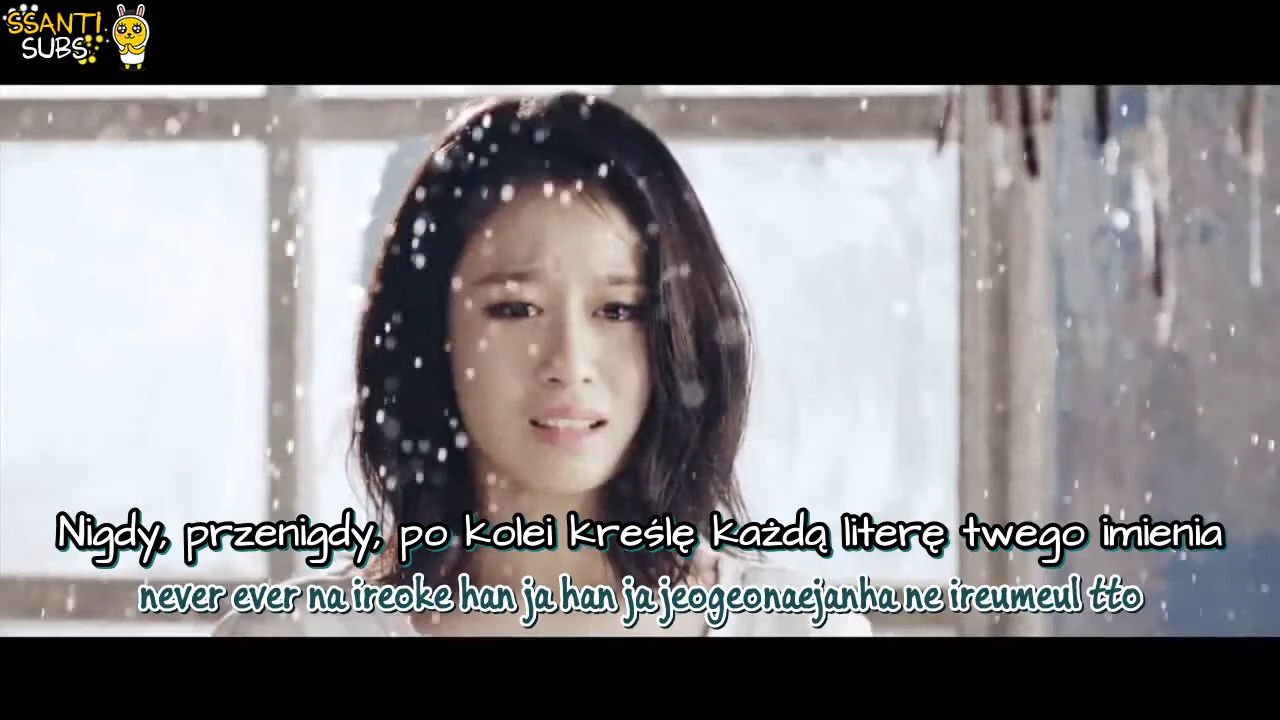 SSANTI
SUBS
Nigdy, przenigdy, po kolei kreślę każdą literę twego imienia
never ever na ireoke han ja han ja jeogeonaejanha ne ireumeul tto